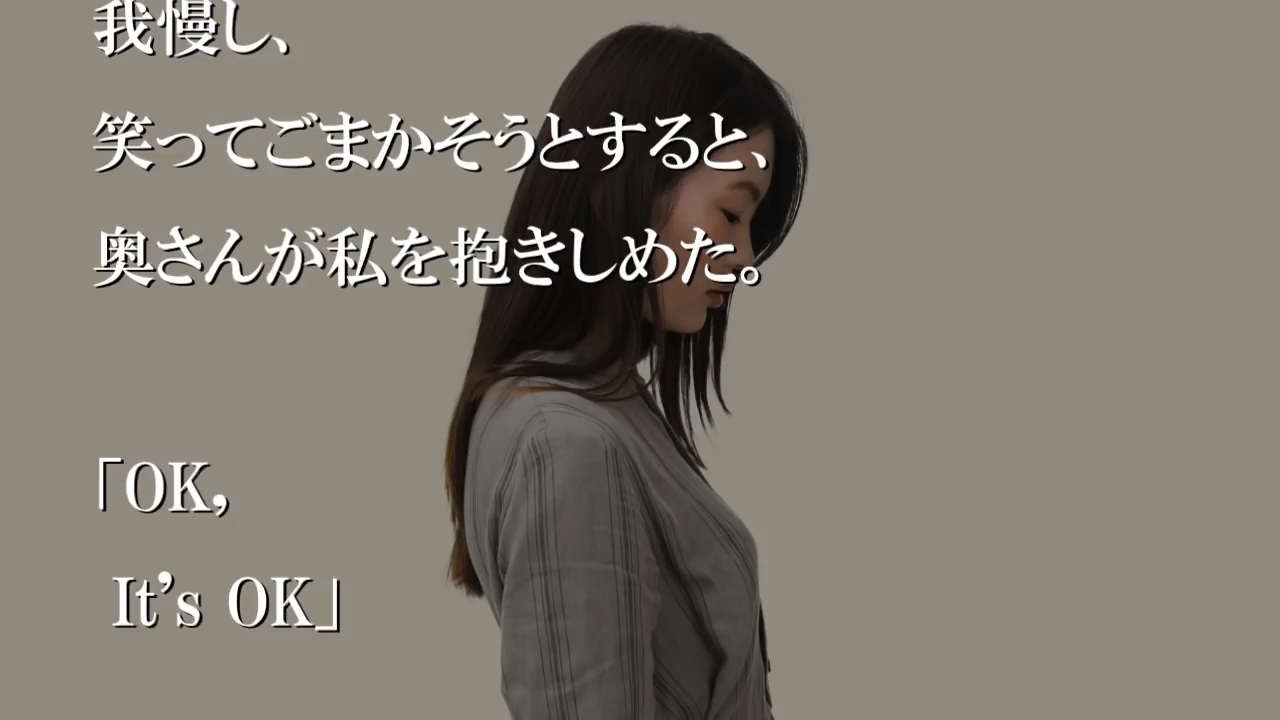 我慢し、
笑ってごまかそうとすると、
奥さんが私を抱きしめた。
「OK,
It's OK」